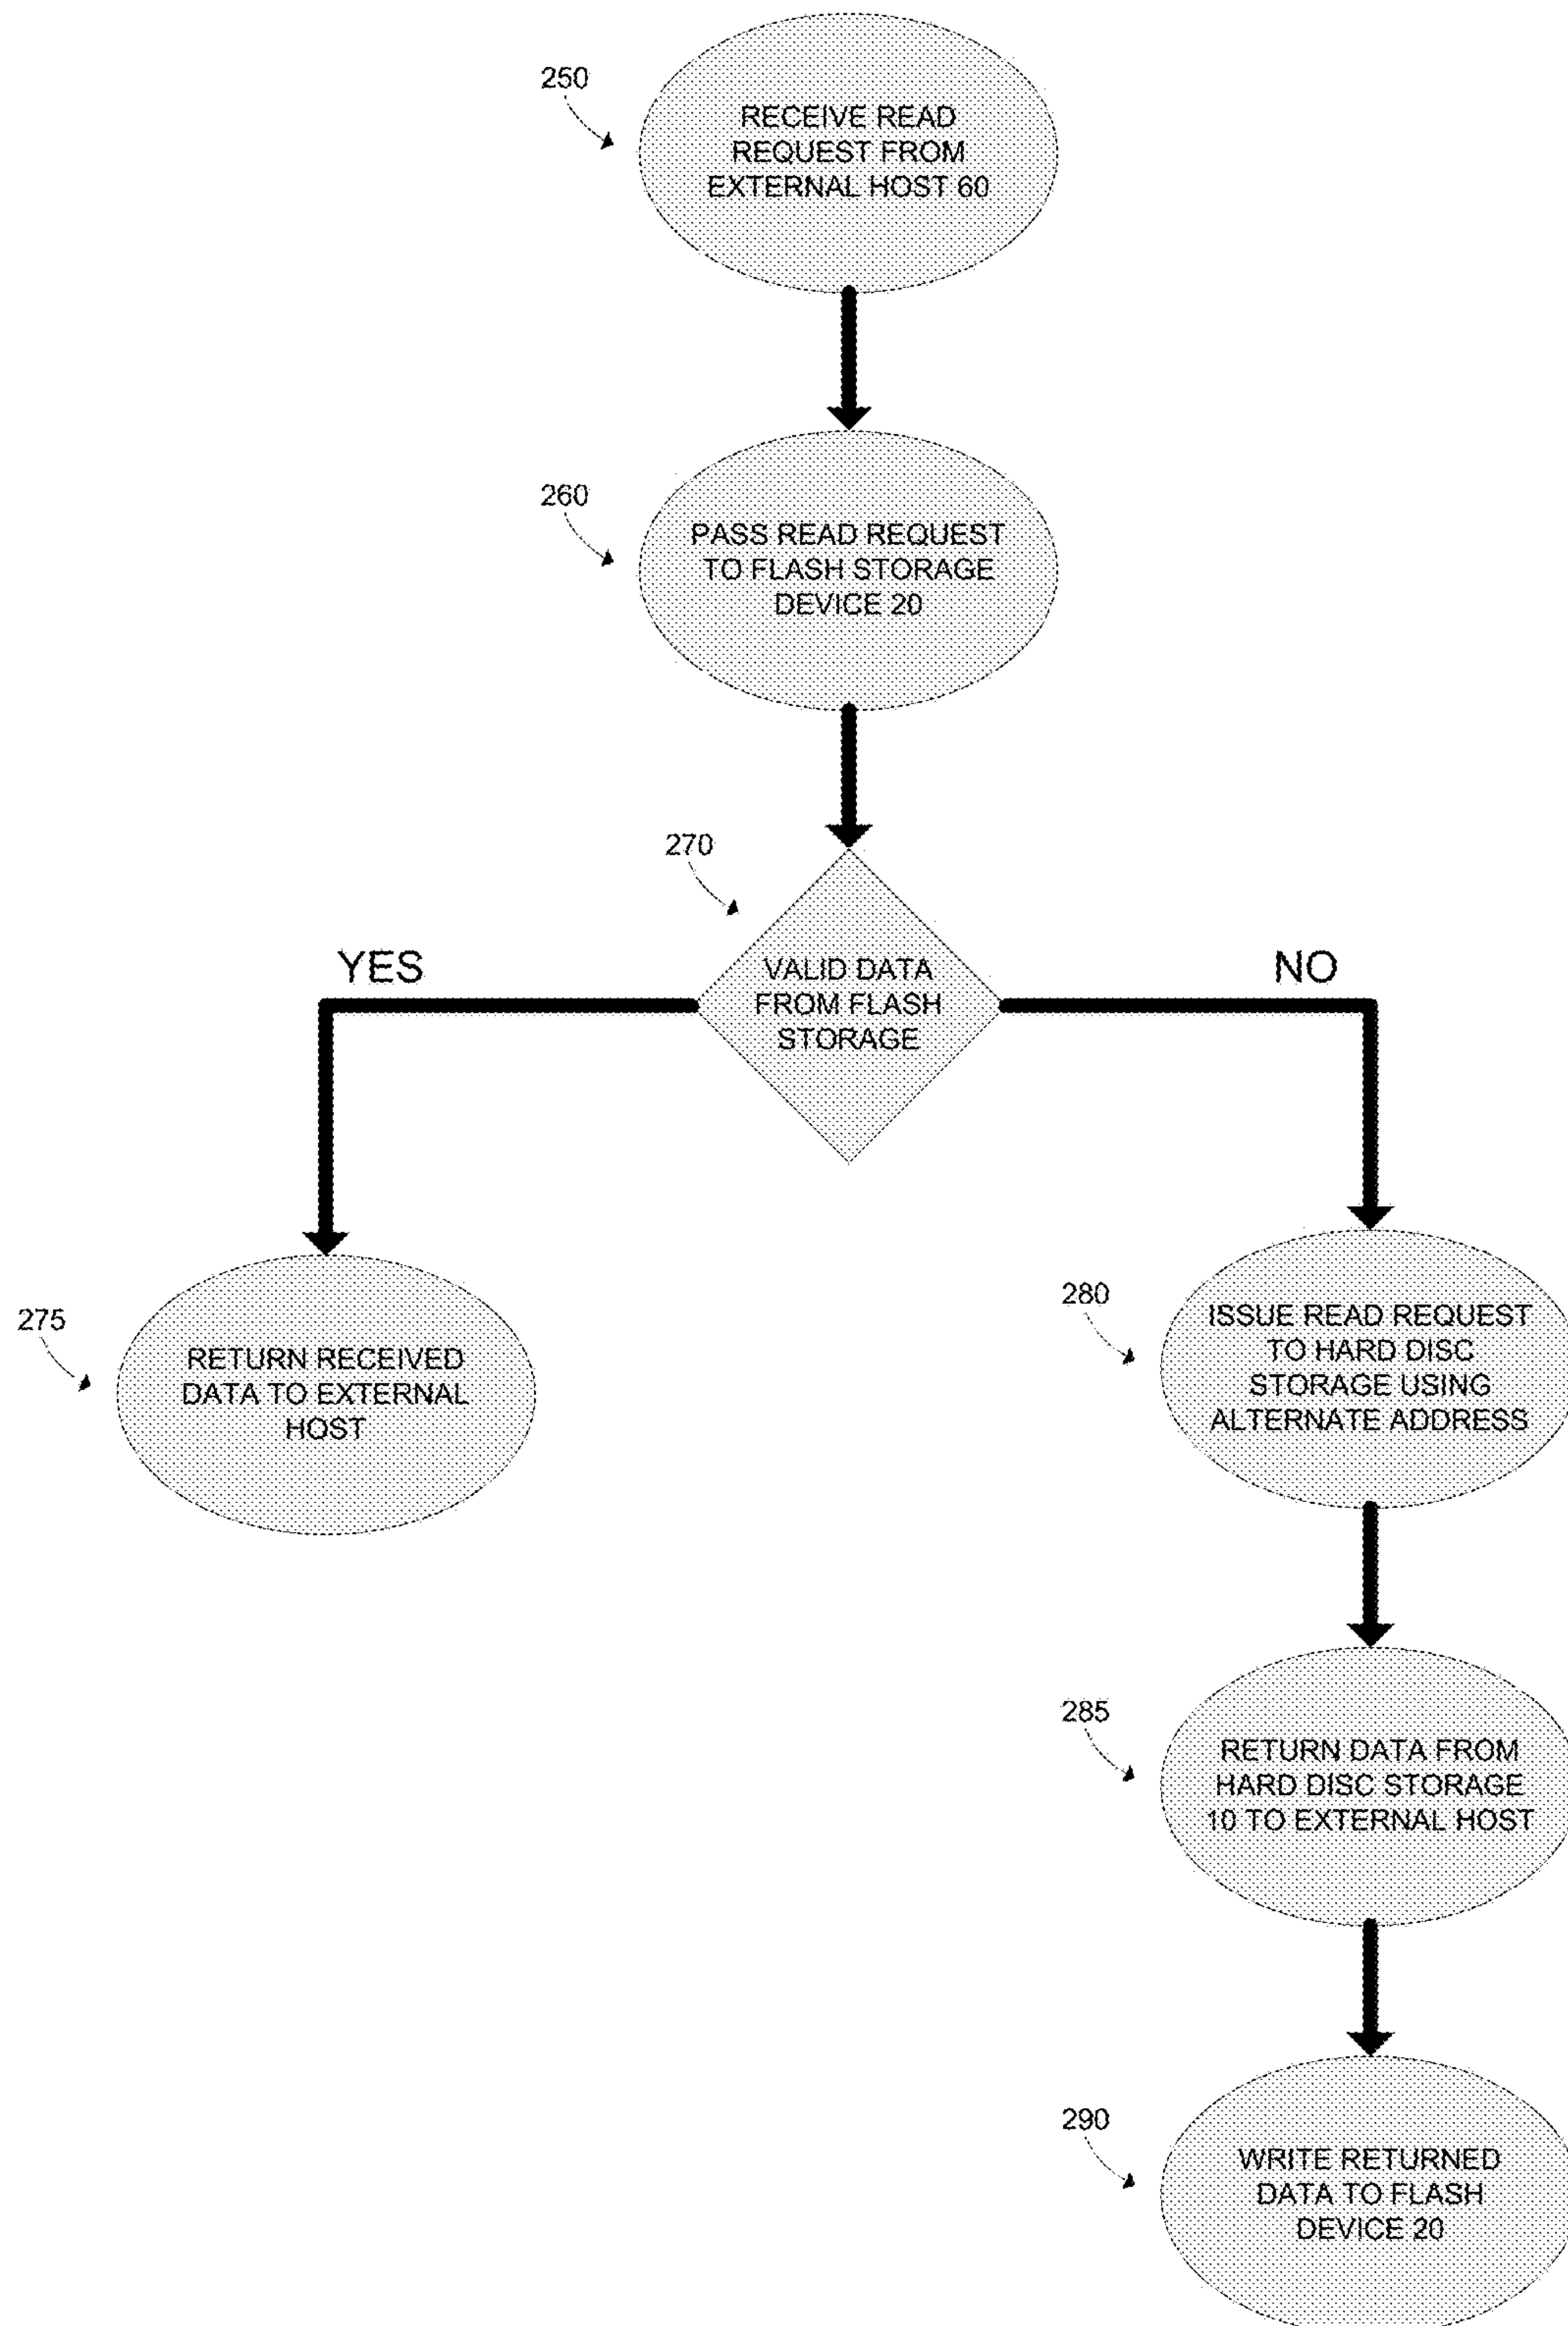 250
RECEIVE READ
REQUEST FROM
EXTERNAL HOST 60
260
PASS READ REQUEST
TO FLASH STORAGE
DEVICE 20
270
VALID DATA
FROM FLASH
STORAGE
YES
NO
275
RETURN RECEIVED
DATA TO EXTERNAL
HOST
280
ISSUE READ REQUEST
TO HARD DISC
STORAGE USING
ALTERNATE ADDRESS
285
RETURN DATA FROM
HARD DISC STORAGE
10 TO EXTERNAL HOST
290
WRITE RETURNED
DATA TO FLASH
DEVICE 20